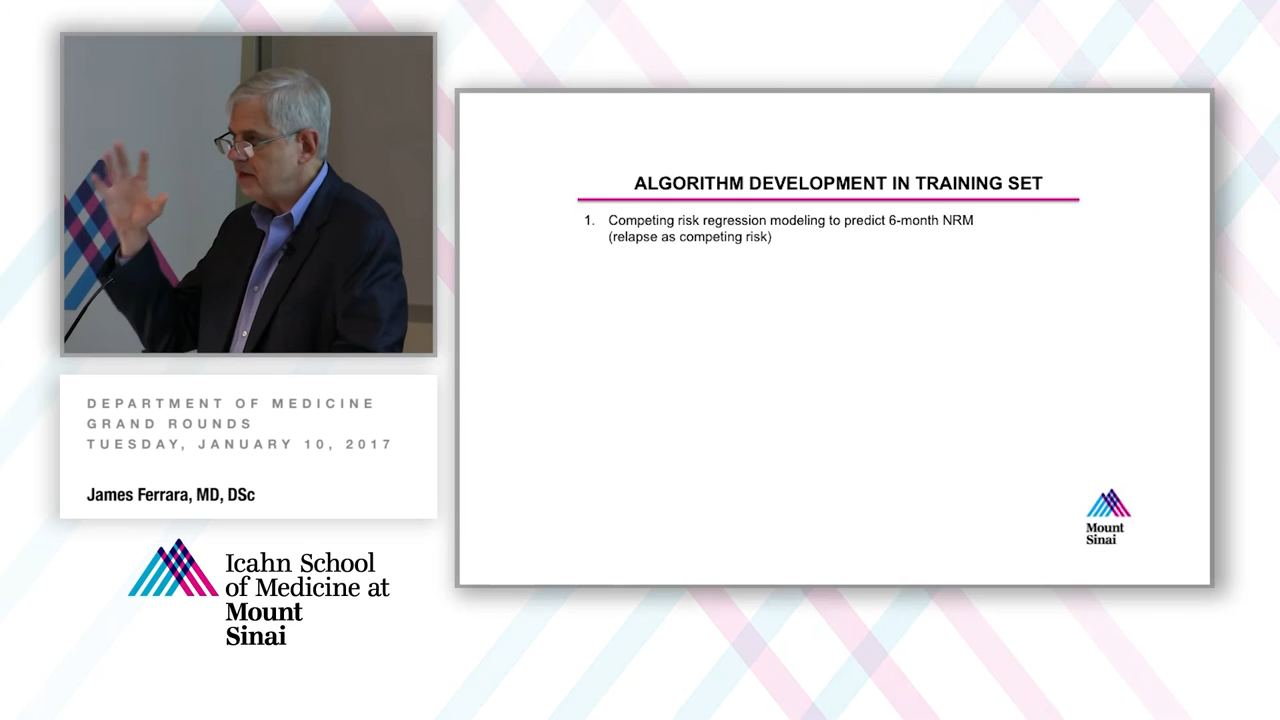 ALGORITHM DEVELOPMENT IN TRAINING SET
1. Competing risk regression modeling to predict 6-month NRM
(relapse as competing risk)
Mount
Sinai
DEPARTMENT OF MEDICINE
GRAND ROUNDS
TUESDAY, JANUARY 10, 2017
James Ferrara, MD, DSc
Icahn School
of Medicine at
Mount
Sinai